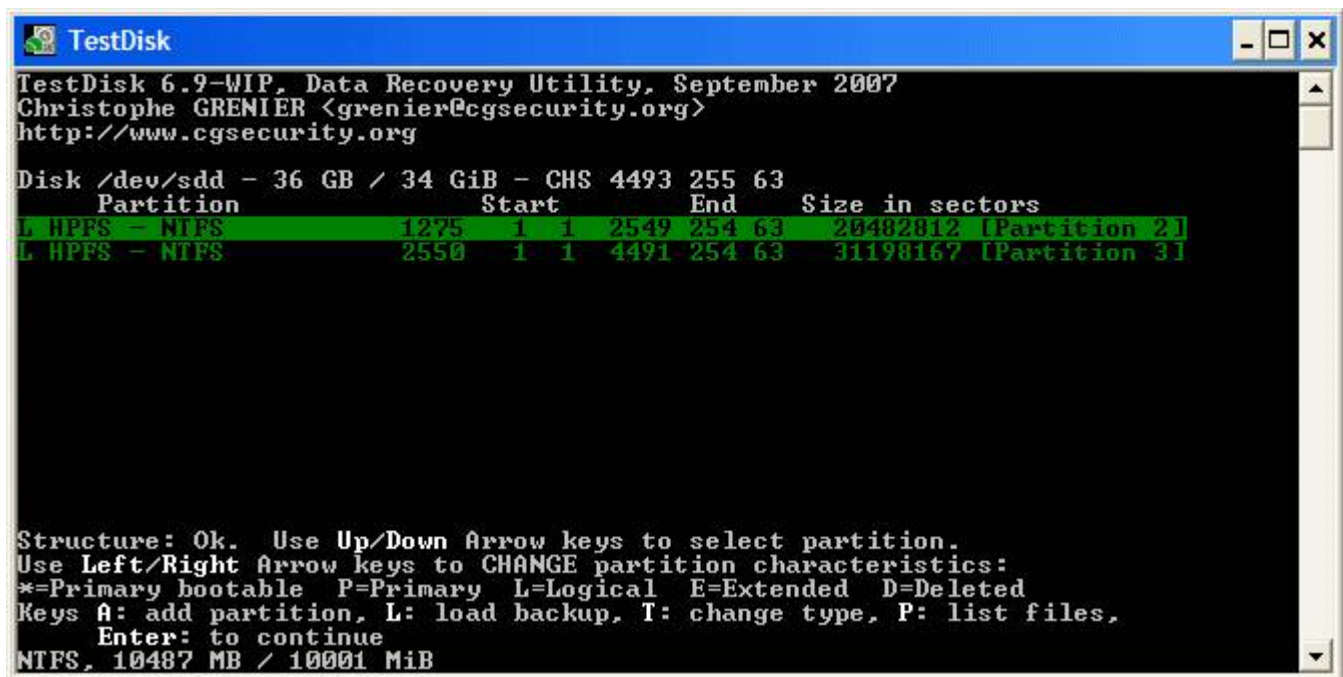 TestDisk
TestDisk 6.9-WIP, Data Recovery Utility, September 2007
Christophe GRENIER <grenier@cgsecurity.org>
http://www.cgsecurity.org
Disk /dev/sdd - 36 GB / 34 GiB - CHS 4493 255 63
Partition Start End Size in sectors
L HPFS - NTFS 1275 1 1 2549 254 63 20482812 [Partition 2]
L HPFS - NTFS 2550 1 1 4491 254 63 31198167 [Partition 3]
Structure: Ok. Use Up/Down Arrow keys to select partition.
Use Left/Right Arrow keys to CHANGE partition characteristics:
*=Primary bootable P=Primary L=Logical E=Extended D=Deleted
Keys A: add partition, L: load backup, T: change type, P: list files,
Enter: to continue
NTFS, 10487 MB / 10001 MiB